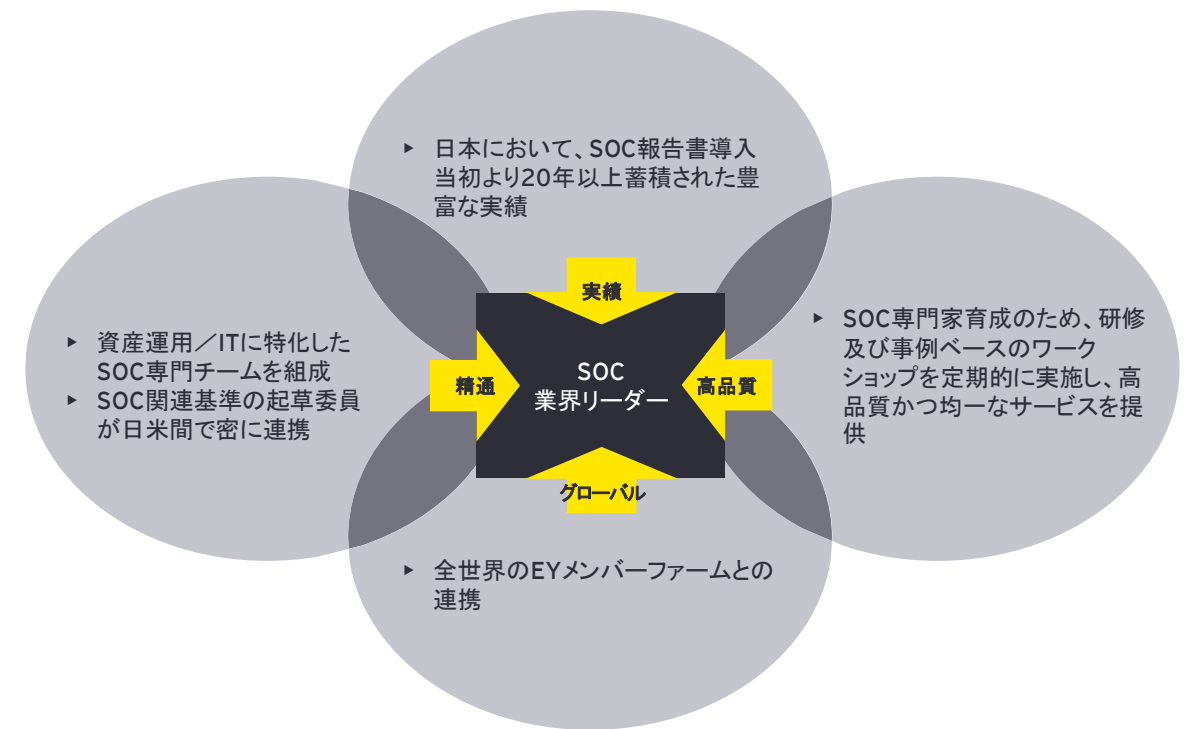 ▸ 日本において、SOC報告書導入
当初より20年以上蓄積された豊
富な実績
実績
▸ 資産運用／ITに特化した
SOC専門チームを組成
▸ SOC関連基準の起草委員
が日米間で密に連携
精通
SOC
業界リーダー
高品質
▸ SOC専門家育成のため、研修
及び事例ベースのワーク
ショップを定期的に実施し、高
品質かつ均一なサービスを提
供
グローバル
▸ 全世界のEYメンバーファームとの
連携